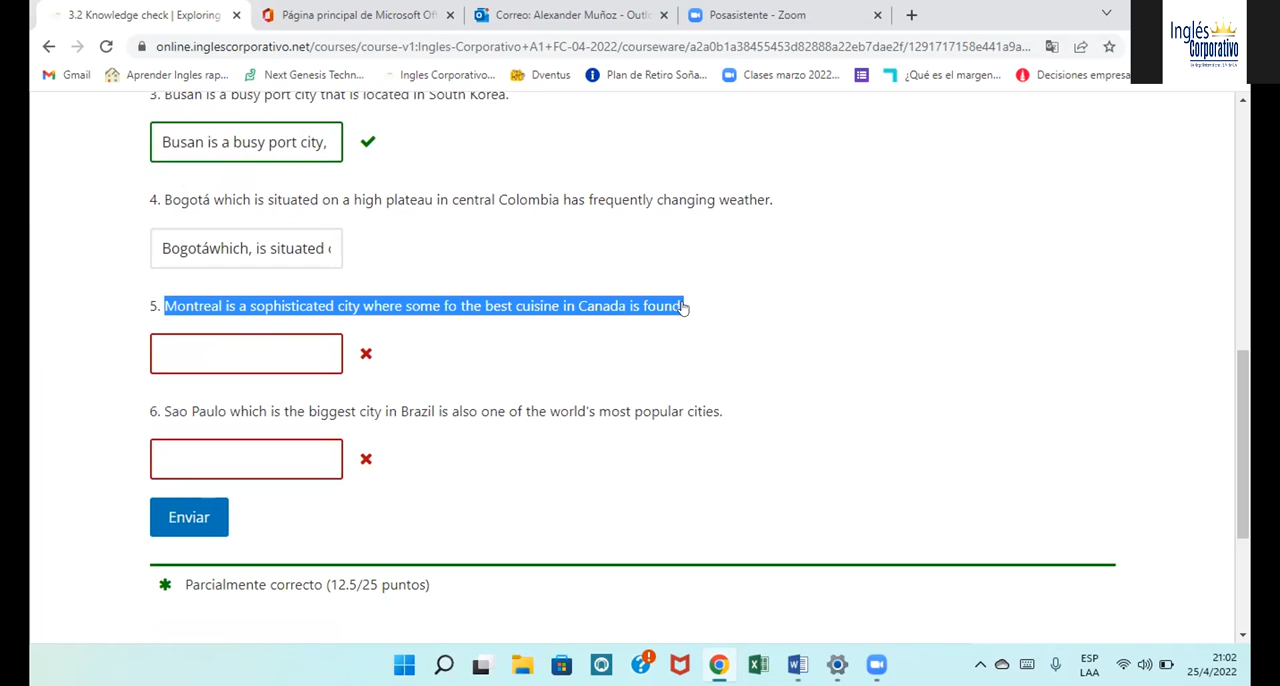 3.2 Knowledge check | Exploring
Página principal de Microsoft Of
Correo: Alexander Muñoz - Outlo
Posasistente - Zoom
Inglés
Corporativo
online.inglescorporativo.net/courses/course-v1:Ingles-Corporativo+A1+FC-04-2022/courseware/a2a0b1a38455453d82888a22eb7dae2f/1291717158e441a9a...
Gmail
Aprender Ingles rap...
Next Genesis Techn...
Ingles Corporativo...
Dventus
Plan de Retiro Soña...
Clases marzo 2022...
¿Qué es el margen...
Decisiones empresa
3. Busan is a busy port city that is located in South Korea.
Busan is a busy port city,
4. Bogotá which is situated on a high plateau in central Colombia has frequently changing weather.
Bogotáwhich, is situated
5. Montreal is a sophisticated city where some fo the best cuisine in Canada is found
6. Sao Paulo which is the biggest city in Brazil is also one of the world's most popular cities.
Enviar
Parcialmente correcto (12.5/25 puntos)
ESP
LAA
21:02
25/4/2022